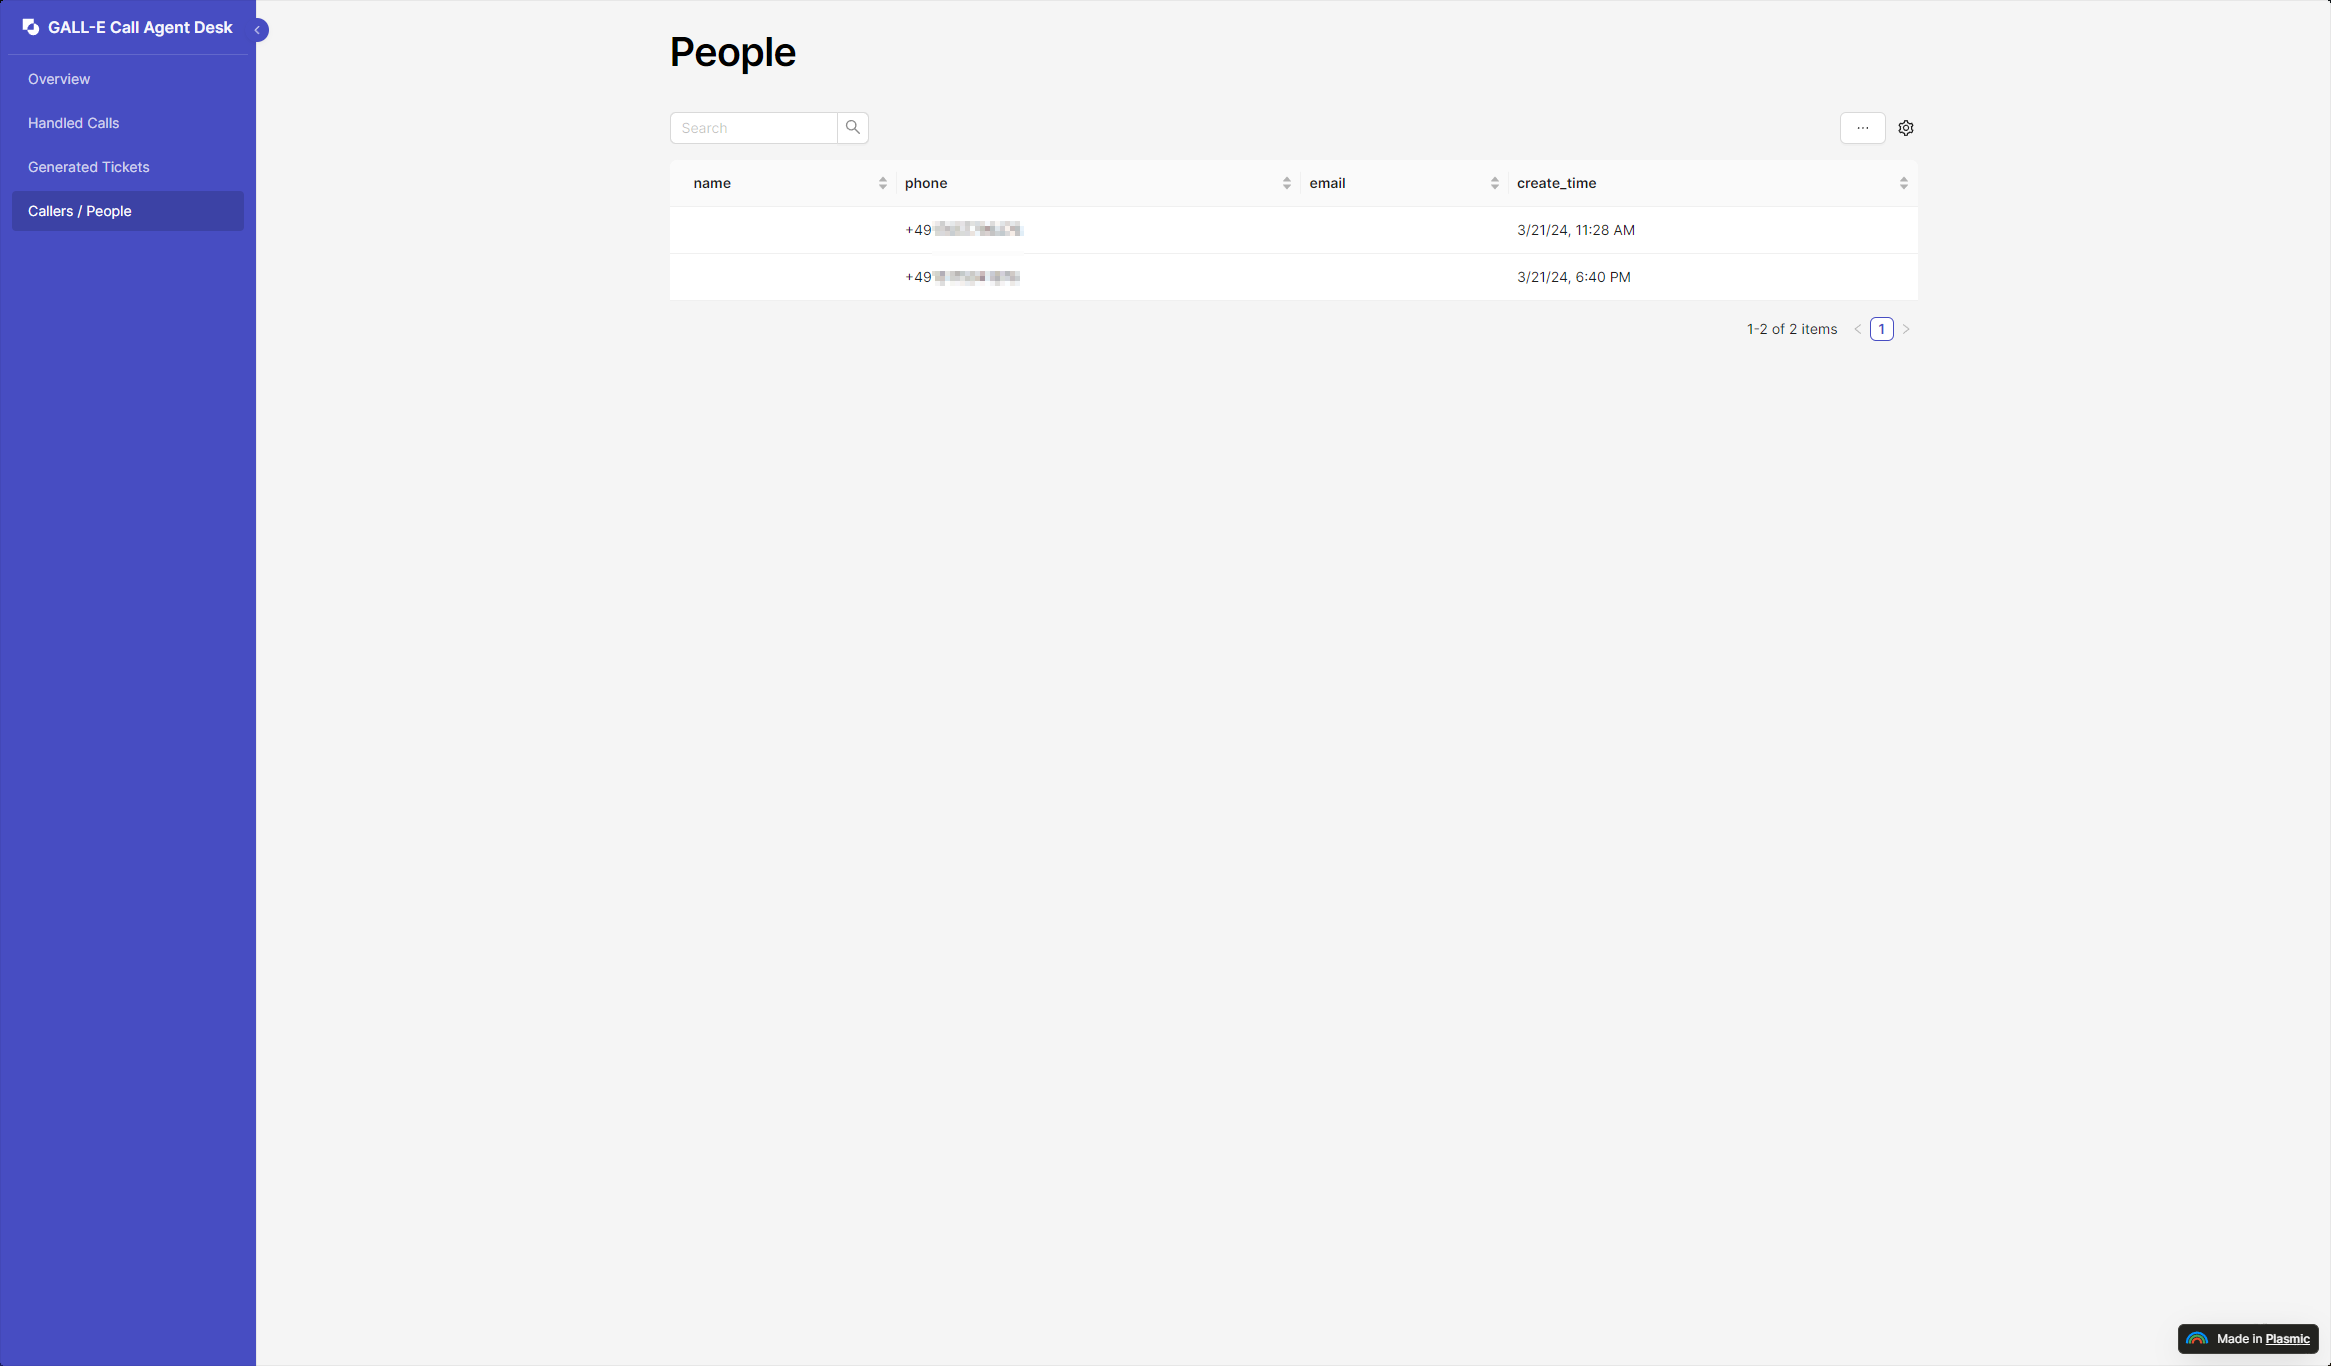 GALL-E Call Agent Desk
Overview
Handled Calls
Generated Tickets
Callers / People
People
Search
name phone email create_time
+49 3/21/24, 11:28 AM
+49 3/21/24, 6:40 PM
1-2 of 2 items 1
Made in Plasmic